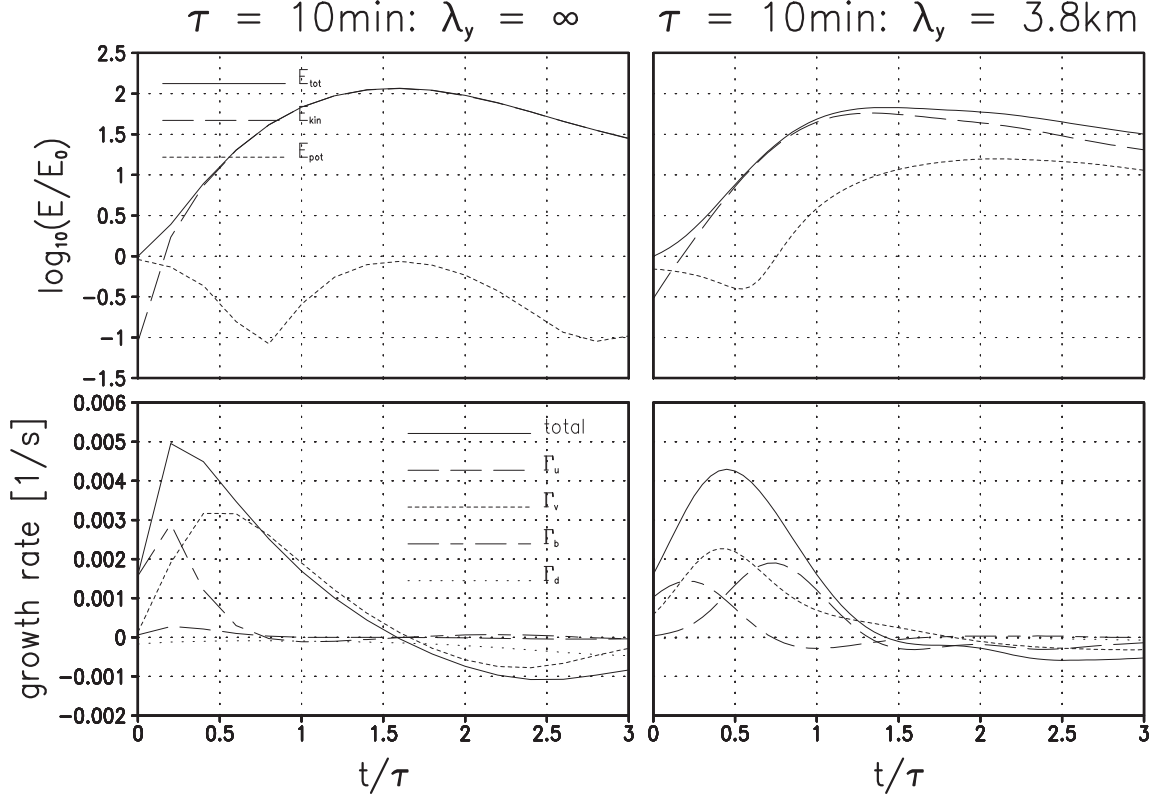 τ = 10min: λy = ∞
τ = 10min: λy = 3.8km
log10(E/E0)
2.5
2
1.5
1
0.5
0
−0.5
−1
−1.5
Etot
Ekin
Epot
growth rate [1/s]
0.006
0.005
0.004
0.003
0.002
0.001
0
−0.001
−0.002
total
Γu
Γv
Γb
Γd
0 0.5 1 1.5 2 2.5 3
0 0.5 1 1.5 2 2.5 3
t/τ
t/τ